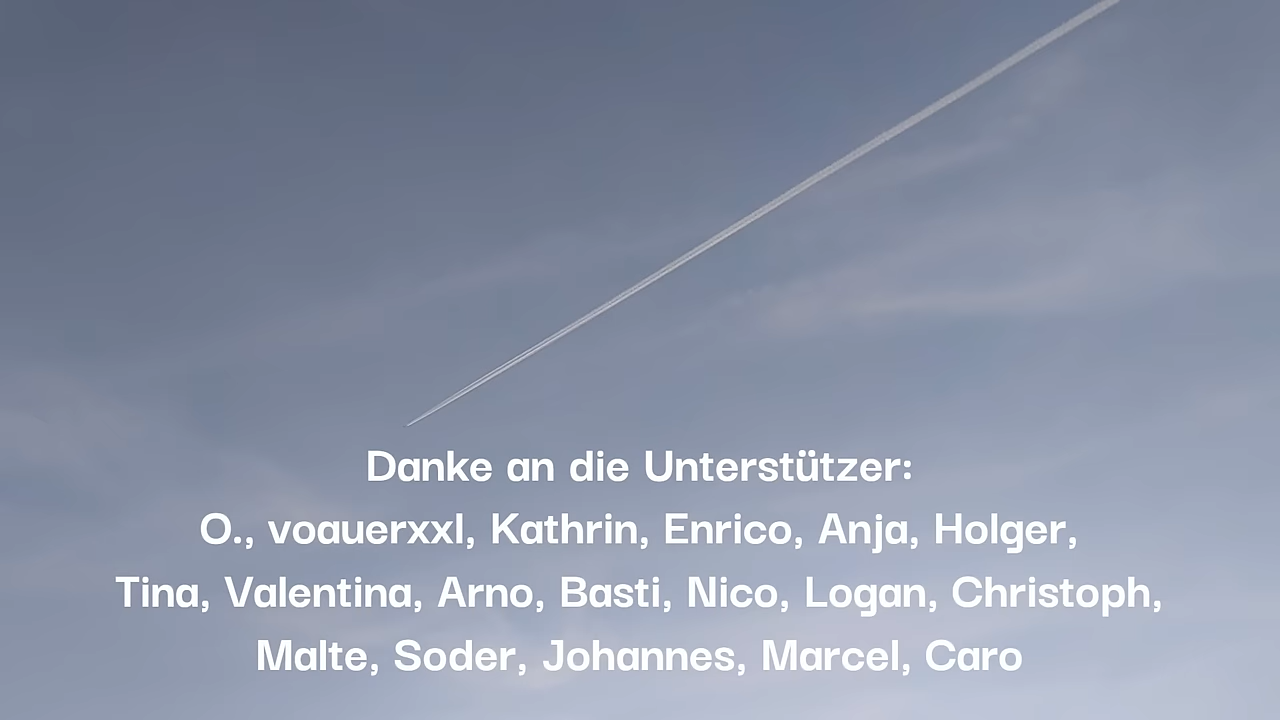 Danke an die Unterstützer:
O., voauerxxl, Kathrin, Enrico, Anja, Holger,
Tina, Valentina, Arno, Basti, Nico, Logan, Christoph,
Malte, Soder, Johannes, Marcel, Caro